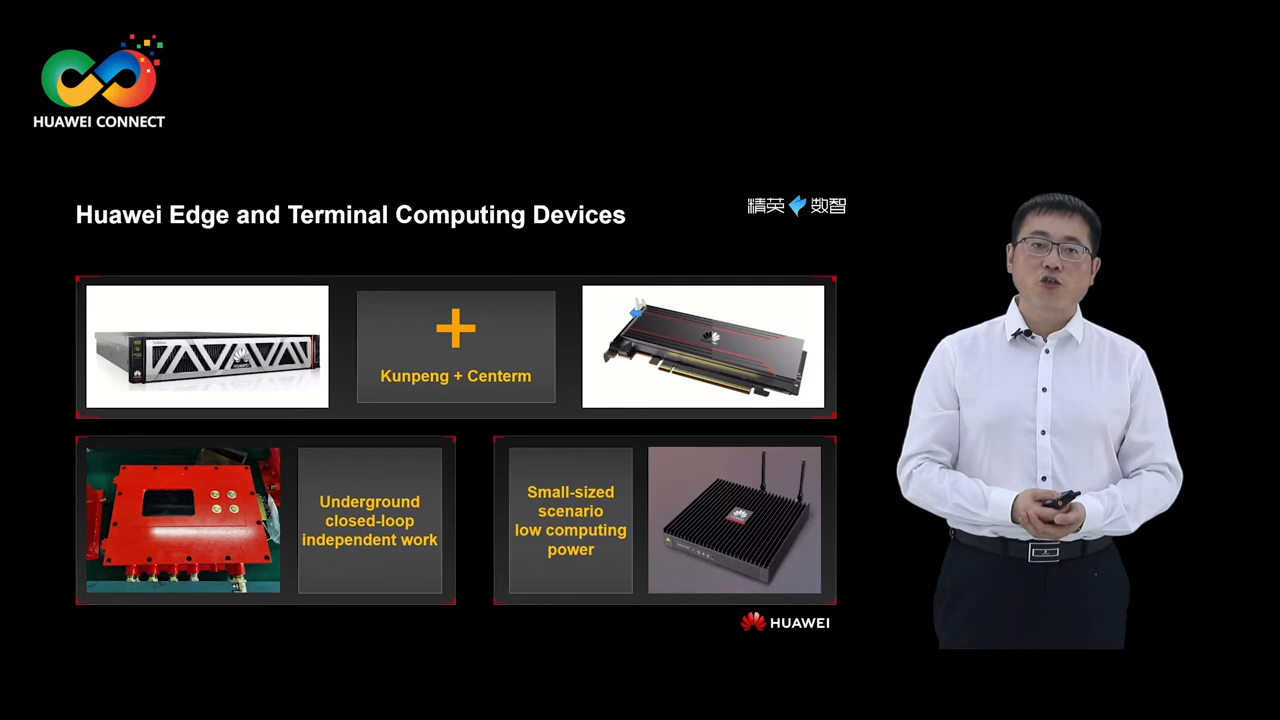 HUAWEI CONNECT
Huawei Edge and Terminal Computing Devices
精英数智
HUAWEI
Kunpeng + Centerm
Underground
closed-loop
independent work
Small-sized
scenario
low computing
power
HUAWEI